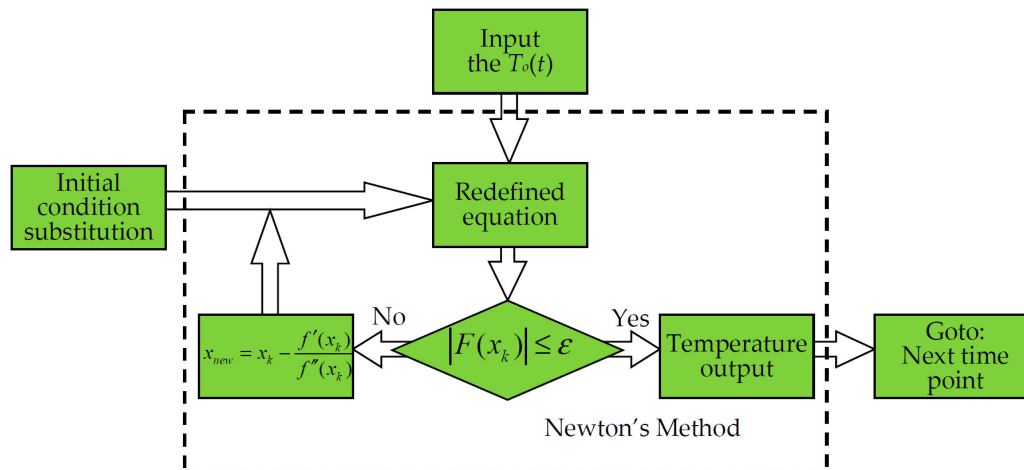 Input
the Tₒ(t)
Initial
condition
substitution
Redefined
equation
No
Yes
x_new = x_k - f'(x_k) / f''(x_k)
|F(x_k)| ≤ ε
Temperature
output
Goto:
Next time
point
Newton's Method